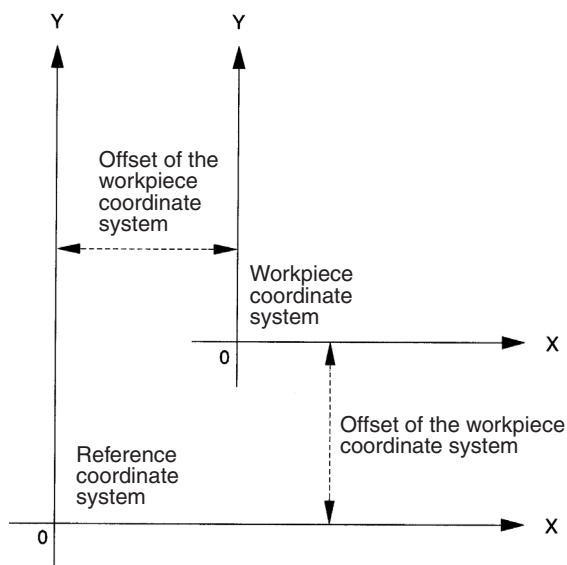 Y
Y
Offset of the
workpiece
coordinate
system
Workpiece
coordinate
system
X
0
Offset of the workpiece
coordinate system
Reference
coordinate
system
X
0